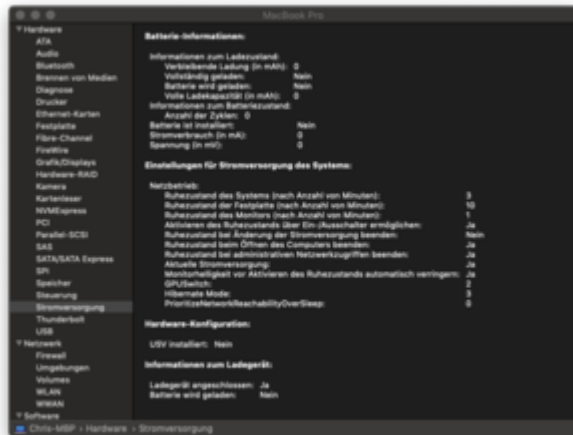 MacBook Pro
Hardware
ATA
Audio
Bluetooth
Brennen von Medien
Diagnose
Drucker
Ethernet-Karten
Festplatte
Fibre-Channel
FireWire
Grafik/Displays
Hardware-RAID
Kamera
Kartenleser
NVMExpress
PCI
Parallel-SCSI
SAS
SATA/SATA Express
SPI
Speicher
Steuerung
Stromversorgung
Thunderbolt
USB
Netzwerk
Firewall
Umgebungen
Volumes
WLAN
WWAN
Software
Batterie-Informationen:
Informationen zum Ladezustand:
Verbleibende Ladung (in mAh): 0
Vollständig geladen: Nein
Batterie wird geladen: Nein
Volle Ladekapazität (in mAh): 0
Informationen zum Batteriezustand:
Anzahl der Zyklen: 0
Batterie ist installiert: Nein
Stromverbrauch (in mA): 0
Spannung (in mV): 0
Einstellungen für Stromversorgung des Systems:
Netzbetrieb:
Ruhezustand des Systems (nach Anzahl von Minuten): 3
Ruhezustand der Festplatte (nach Anzahl von Minuten): 10
Ruhezustand des Monitors (nach Anzahl von Minuten): 1
Aktivieren des Ruhezustands über Ein-/Ausschalter ermöglichen: Ja
Ruhezustand bei Änderung der Stromversorgung beenden: Nein
Ruhezustand beim Öffnen des Computers beenden: Ja
Ruhezustand bei administrativen Netzwerkzugriffen beenden: Ja
Aktuelle Stromversorgung: Ja
Monitorhelligkeit vor Aktivieren des Ruhezustands automatisch verringern: Ja
GPUSwitch: 2
Hibernate Mode: 3
PrioritizeNetworkReachabilityOverSleep: 0
Hardware-Konfiguration:
USV installiert: Nein
Informationen zum Ladegerät:
Ladegerät angeschlossen: Ja
Batterie wird geladen: Nein
Chris-MBP › Hardware › Stromversorgung